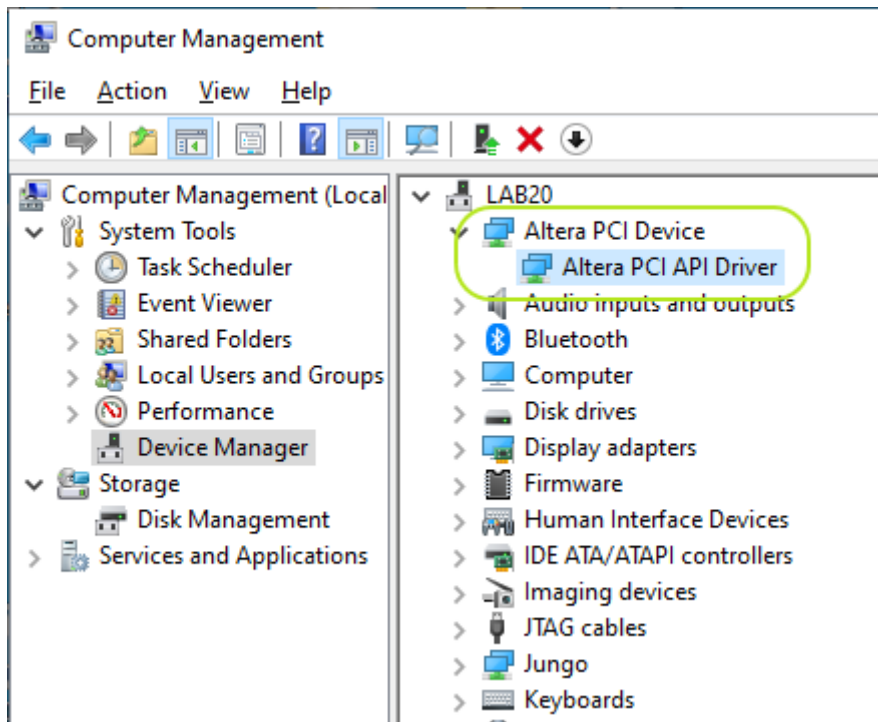 Computer Management
File Action View Help
Computer Management (Local
System Tools
Task Scheduler
Event Viewer
Shared Folders
Local Users and Groups
Performance
Device Manager
Storage
Disk Management
Services and Applications
LAB20
Altera PCI Device
Altera PCI API Driver
Audio inputs and outputs
Bluetooth
Computer
Disk drives
Display adapters
Firmware
Human Interface Devices
IDE ATA/ATAPI controllers
Imaging devices
JTAG cables
Jungo
Keyboards